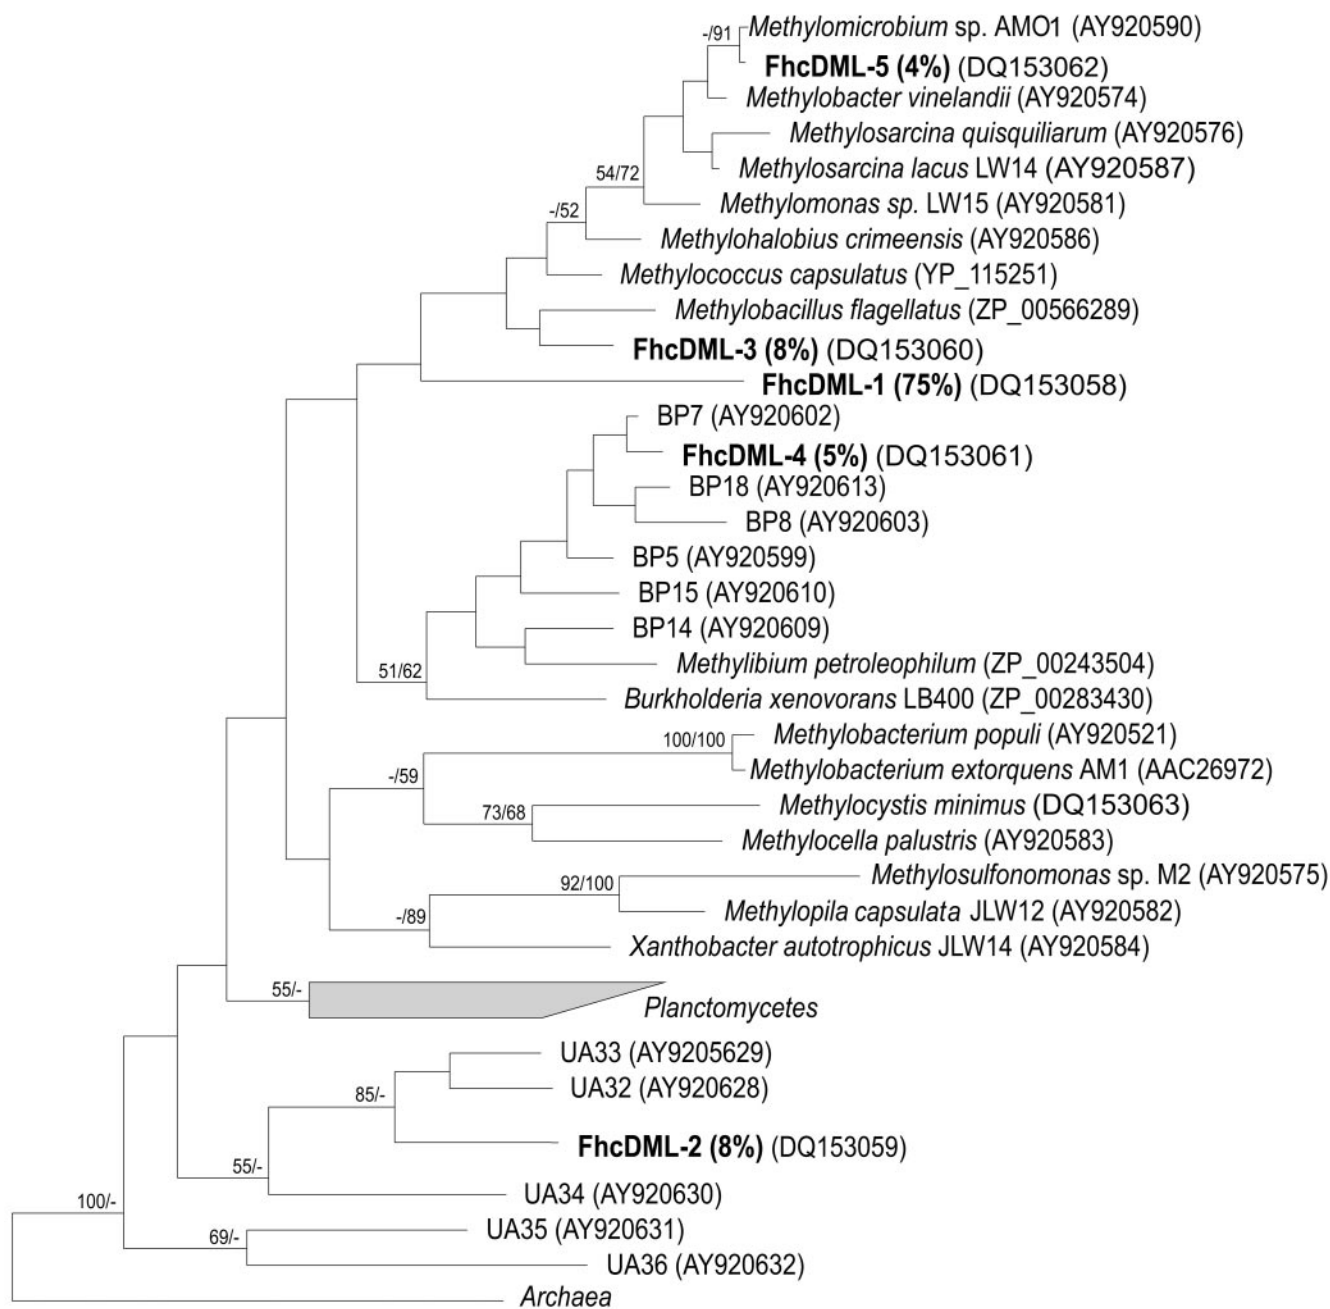 Methylomicrobium sp. AMO1 (AY920590)
-/91
FhcDML-5 (4%) (DQ153062)
Methylobacter vinelandii (AY920574)
Methylosarcina quisquiliarum (AY920576)
Methylosarcina lacus LW14 (AY920587)
54/72
Methylomonas sp. LW15 (AY920581)
-/52
Methylohalobius crimeensis (AY920586)
Methylococcus capsulatus (YP_115251)
Methylobacillus flagellatus (ZP_00566289)
FhcDML-3 (8%) (DQ153060)
FhcDML-1 (75%) (DQ153058)
BP7 (AY920602)
FhcDML-4 (5%) (DQ153061)
BP18 (AY920613)
BP8 (AY920603)
BP5 (AY920599)
BP15 (AY920610)
BP14 (AY920609)
Methylibium petroleophilum (ZP_00243504)
51/62
Burkholderia xenovorans LB400 (ZP_00283430)
Methylobacterium populi (AY920521)
100/100
Methylobacterium extorquens AM1 (AAC26972)
-/59
Methylocystis minimus (DQ153063)
73/68
Methylocella palustris (AY920583)
Methylosulfonomonas sp. M2 (AY920575)
92/100
Methylopila capsulata JLW12 (AY920582)
-/89
Xanthobacter autotrophicus JLW14 (AY920584)
55/-
Planctomycetes
UA33 (AY9205629)
UA32 (AY920628)
85/-
FhcDML-2 (8%) (DQ153059)
55/-
UA34 (AY920630)
100/-
UA35 (AY920631)
69/-
UA36 (AY920632)
Archaea